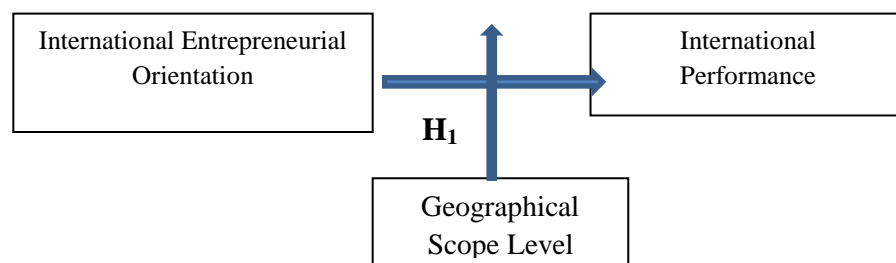 International Entrepreneurial
Orientation
International
Performance
H₁
Geographical
Scope Level